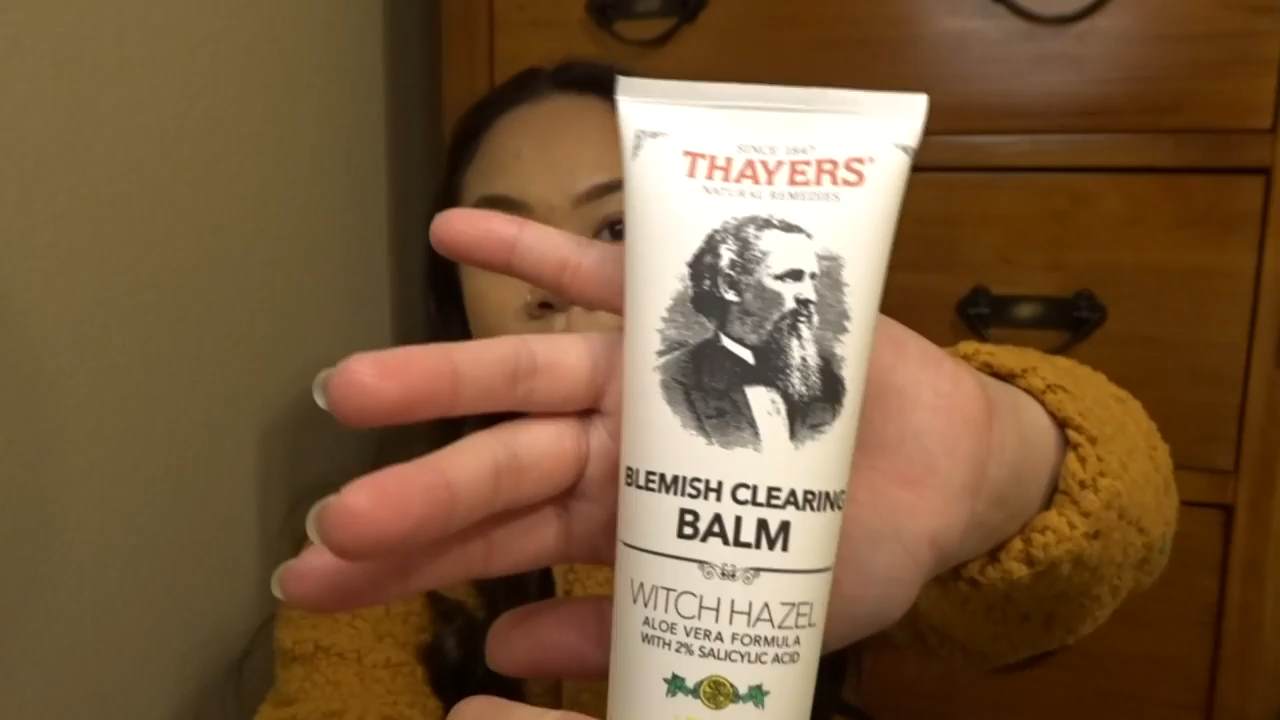 SINCE 1847
THAYERS®
NATURAL REMEDIES
BLEMISH CLEARING
BALM
WITCH HAZEL
ALOE VERA FORMULA
WITH 2% SALICYLIC ACID